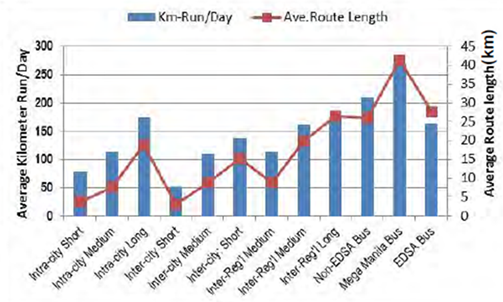 Km-Run/Day
Ave.Route Length
Average Kilometer Run/Day
300
250
200
150
100
50
0
45
40
35
30
25
20
15
10
5
0
Average Route length(km)
Intra-city Short
Intra-city Medium
Intra-city Long
Inter-city Short
Inter-city Medium
Inter-city: Short
Inter-Reg'l Medium
Inter-Reg'l Medium
Inter-Reg'l Long
Non-EDSA Bus
Mega Manila Bus
EDSA Bus